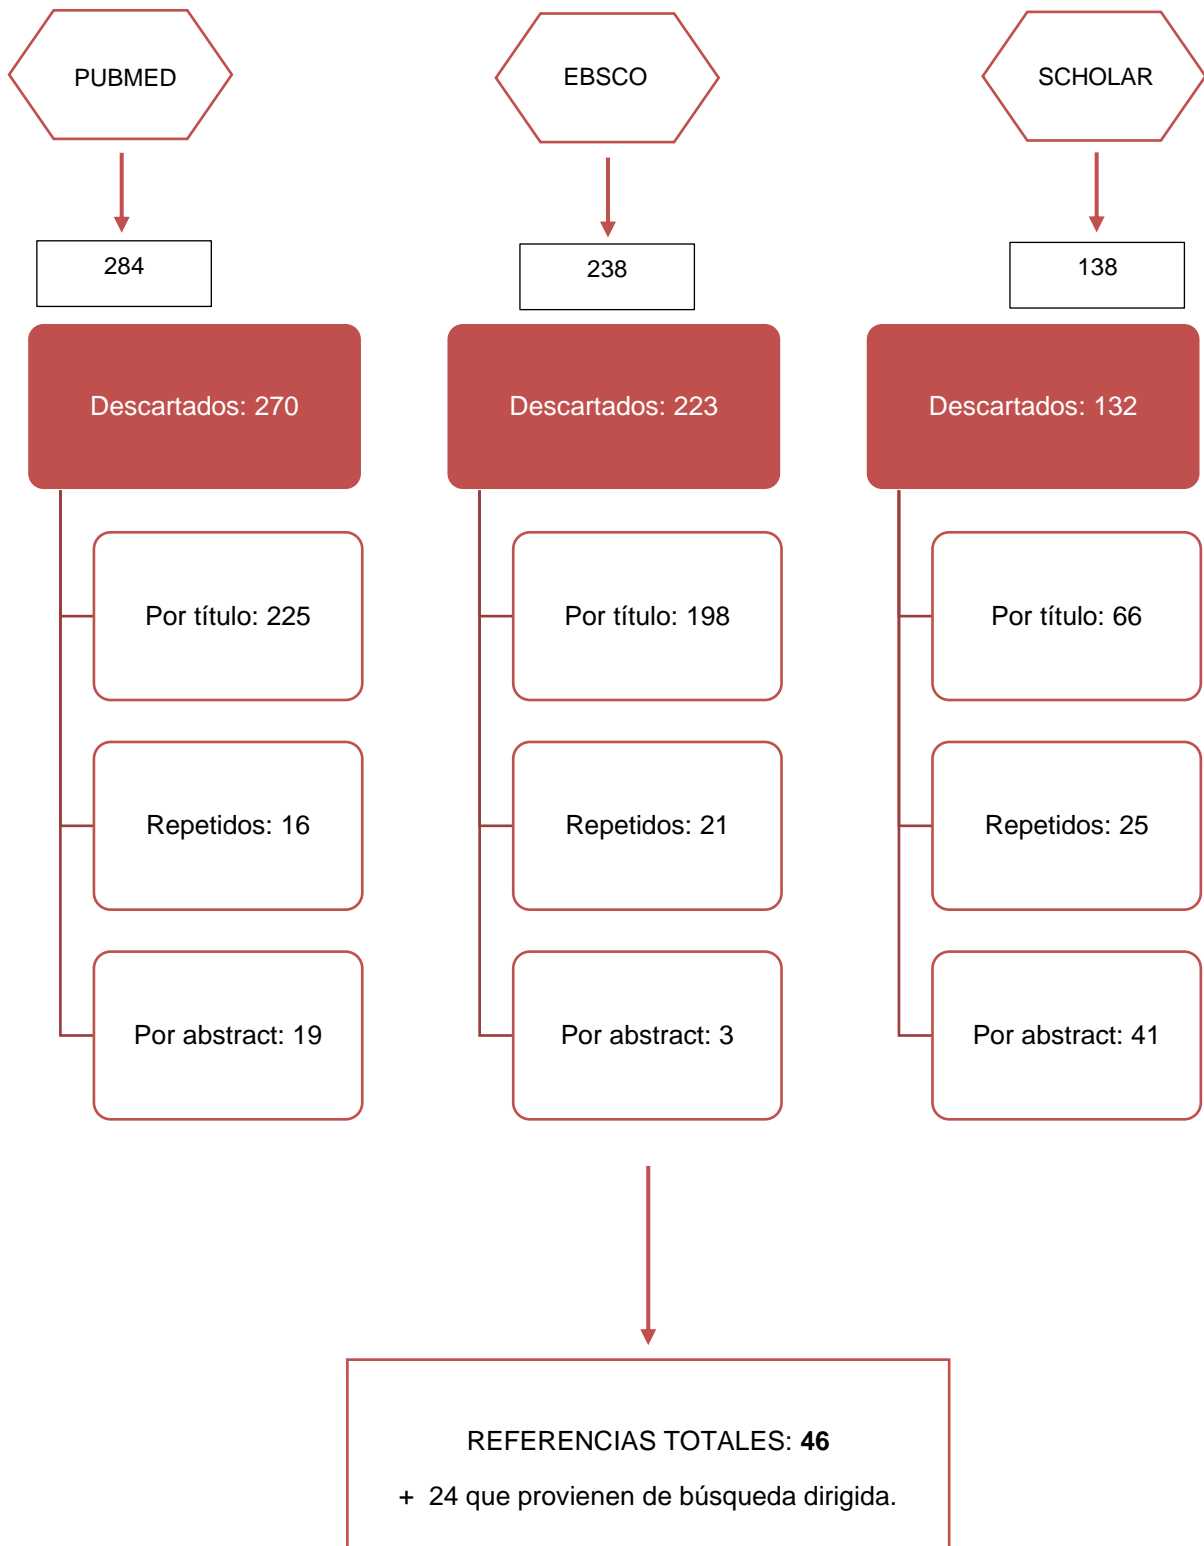 PUBMED
EBSCO
SCHOLAR
284
238
138
Descartados: 270
Descartados: 223
Descartados: 132
Por título: 225
Por título: 198
Por título: 66
Repetidos: 16
Repetidos: 21
Repetidos: 25
Por abstract: 19
Por abstract: 3
Por abstract: 41
REFERENCIAS TOTALES: 46
+ 24 que provienen de búsqueda dirigida.